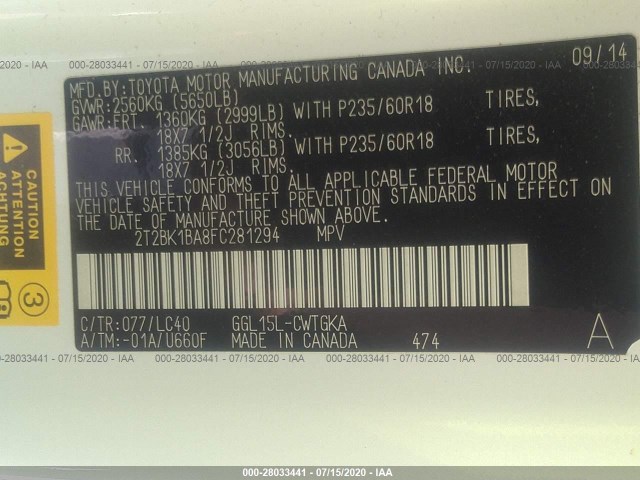 000-28033441 - 07/15/2020 - IAA
MFD.BY:TOYOTA MOTOR MANUFACTURING CANADA INC. 09/14
GVWR:2560KG (5650LB)
GAWR:FRT. 1360KG (2999LB) WITH P235/60R18 TIRES,
18X7 1/2J RIMS.
RR. 1385KG (3056LB) WITH P235/60R18 TIRES,
18X7 1/2J RIMS.
THIS VEHICLE CONFORMS TO ALL APPLICABLE FEDERAL MOTOR
VEHICLE SAFETY AND THEFT PREVENTION STANDARDS IN EFFECT ON
THE DATE OF MANUFACTURE SHOWN ABOVE.
2T2BK1BA8FC281294 MPV
C/TR:077/LC40 GGL15L-CWTGKA
A/TM:-01A/U660F MADE IN CANADA 474 A
CAUTION
ACHTUNG
3
000-28033441 - 07/15/2020 - IAA